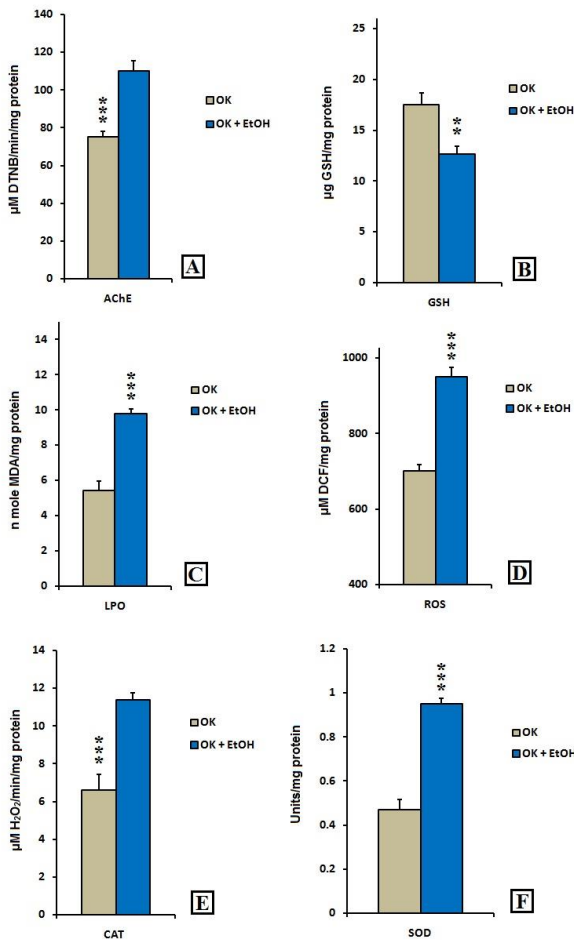 140
120
100
80
60
40
20
0
µM DTNB/min/mg protein
***
AChE
OK
OK + EtOH
A
25
20
15
10
5
0
µg GSH/mg protein
**
GSH
OK
OK + EtOH
B
14
12
10
8
6
4
2
0
n mole MDA/mg protein
***
LPO
OK
OK + EtOH
C
1000
800
600
400
µM DCF/mg protein
***
ROS
OK
OK + EtOH
D
14
12
10
8
6
4
2
0
µM H₂O₂/min/mg protein
***
CAT
OK
OK + EtOH
E
1.2
1
0.8
0.6
0.4
0.2
0
Units/mg protein
***
SOD
OK
OK + EtOH
F